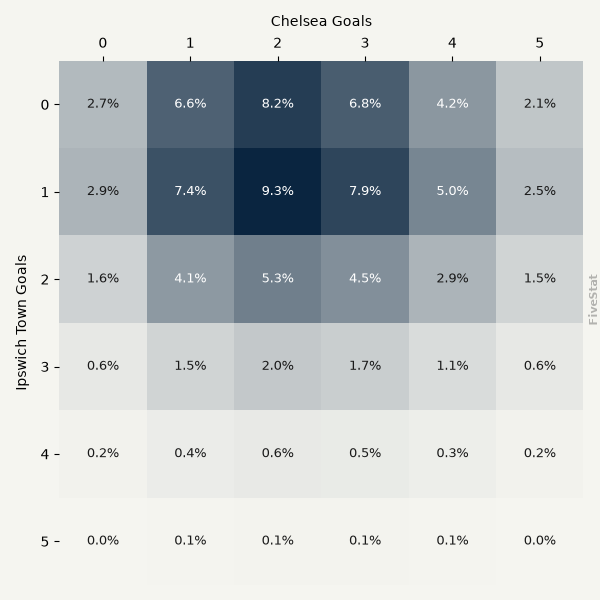 Chelsea Goals
0 1 2 3 4 5
0 2.7% 6.6% 8.2% 6.8% 4.2% 2.1%
1 2.9% 7.4% 9.3% 7.9% 5.0% 2.5%
2 1.6% 4.1% 5.3% 4.5% 2.9% 1.5%
3 0.6% 1.5% 2.0% 1.7% 1.1% 0.6%
4 0.2% 0.4% 0.6% 0.5% 0.3% 0.2%
5 0.0% 0.1% 0.1% 0.1% 0.1% 0.0%
Ipswich Town Goals
FiveStat